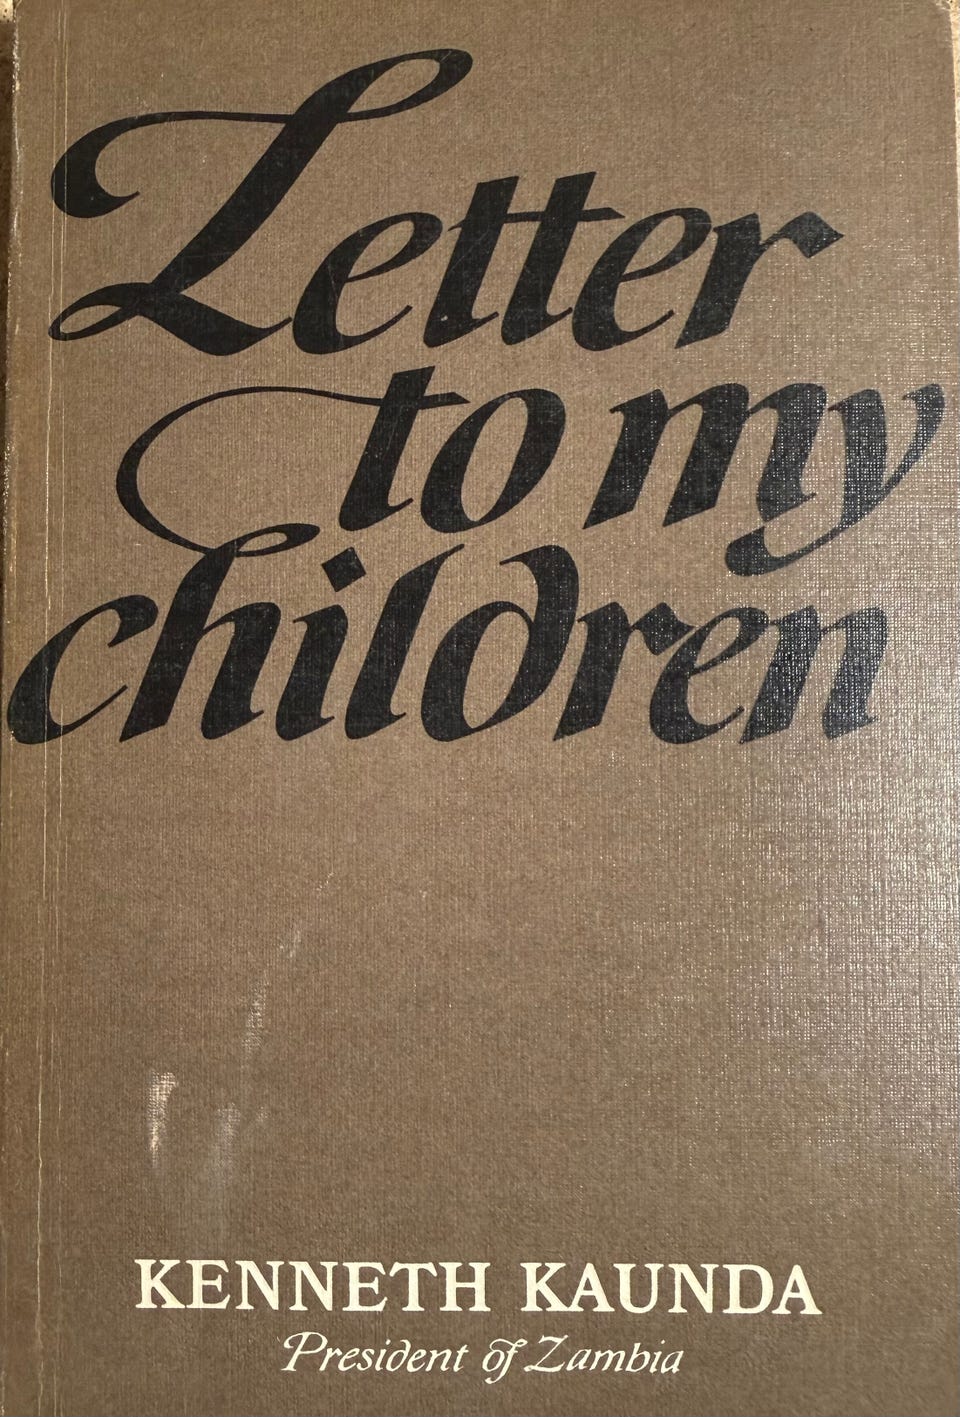 Letter
to my
children
KENNETH KAUNDA
President of Zambia